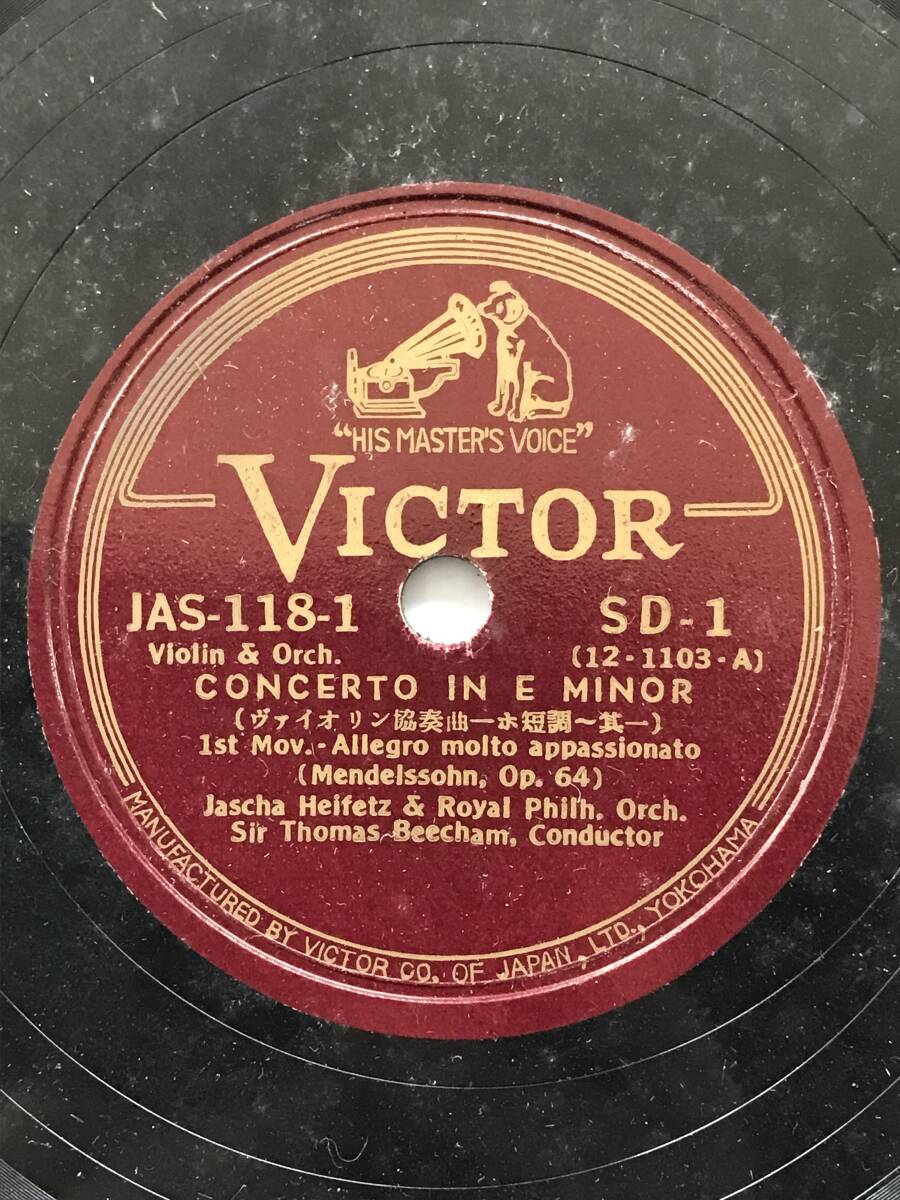 “HIS MASTER'S VOICE”
VICTOR
JAS-118-1
SD-1
Violin & Orch.
(12-1103-A)
CONCERTO IN E MINOR
(ヴァイオリン協奏曲―ホ短調〜其一)
1st Mov.-Allegro molto appassionato
(Mendelssohn, Op. 64)
Jascha Heifetz & Royal Philh. Orch.
Sir Thomas Beecham, Conductor
MANUFACTURED BY VICTOR CO. OF JAPAN, LTD., YOKOHAMA